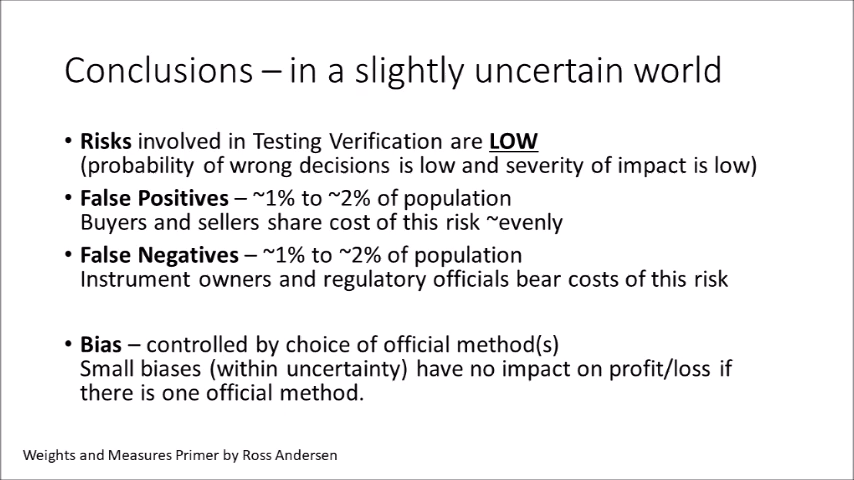 Conclusions – in a slightly uncertain world
• Risks involved in Testing Verification are LOW
(probability of wrong decisions is low and severity of impact is low)
• False Positives – ~1% to ~2% of population
Buyers and sellers share cost of this risk ~evenly
• False Negatives – ~1% to ~2% of population
Instrument owners and regulatory officials bear costs of this risk
• Bias – controlled by choice of official method(s)
Small biases (within uncertainty) have no impact on profit/loss if
there is one official method.
Weights and Measures Primer by Ross Andersen